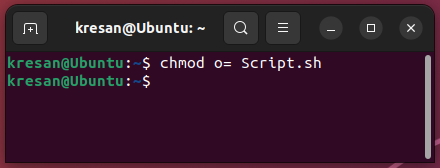 kresan@Ubuntu: ~
kresan@Ubuntu:~$ chmod o= Script.sh
kresan@Ubuntu:~$